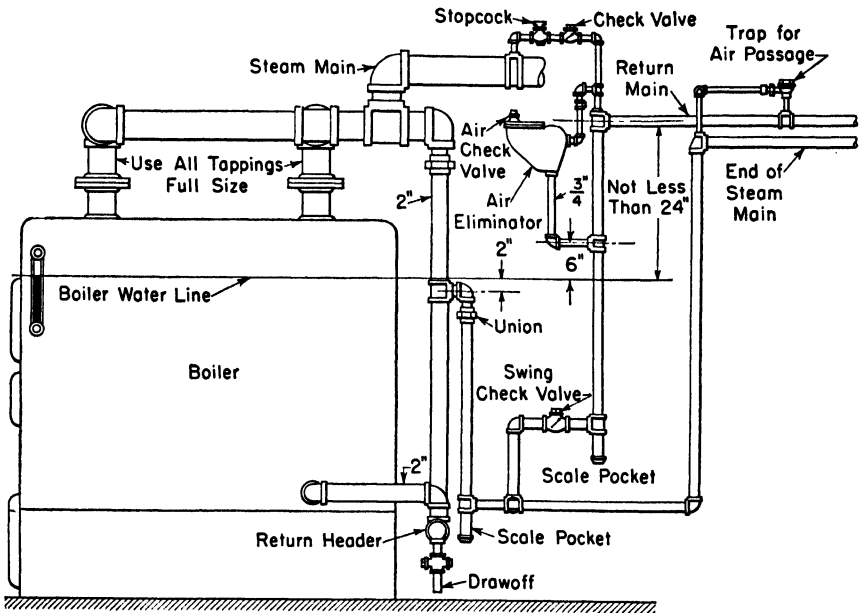 Stopcock
Check Valve
Trap for
Air Passage
Steam Main
Return
Main
Air
Check
Valve
Use All Tappings
Full Size
2"
Air
Eliminator
3/4"
Not Less
Than 24"
End of
Steam
Main
2"
6"
Boiler Water Line
Union
Boiler
Swing
Check Valve
2"
Scale Pocket
Return Header
Scale Pocket
Drawoff